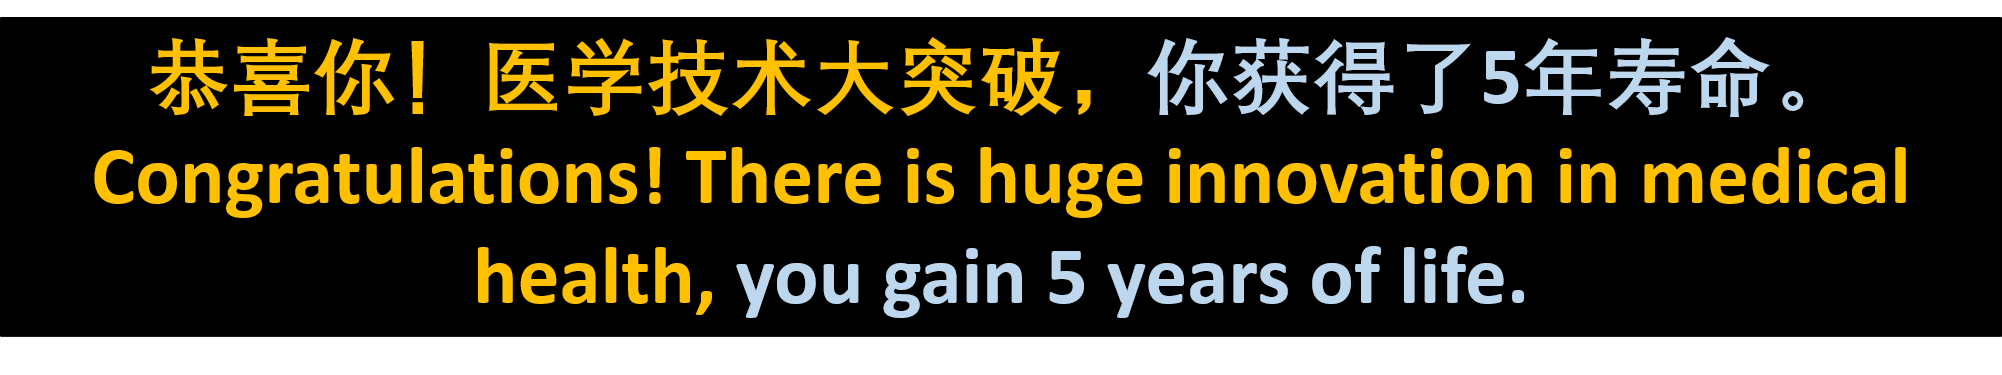 恭喜你！医学技术大突破，你获得了5年寿命。
Congratulations! There is huge innovation in medical
health, you gain 5 years of life.